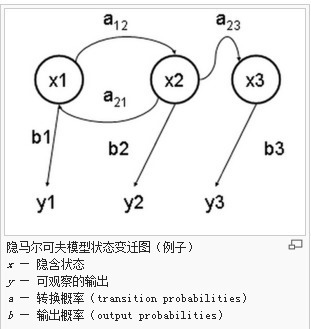 a12
a23
x1
x2
x3
a21
b1
b2
b3
y1
y2
y3
隐马尔可夫模型状态变迁图（例子）
x — 隐含状态
y — 可观察的输出
a — 转换概率（transition probabilities）
b — 输出概率（output probabilities）